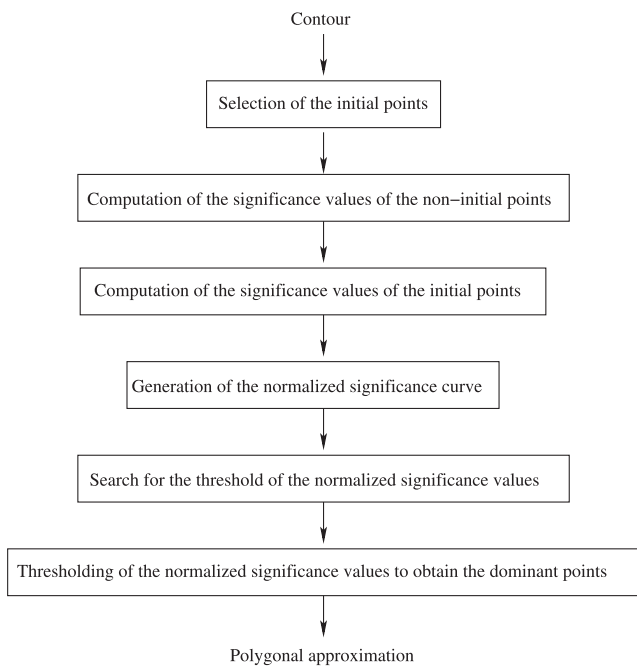 Contour
Selection of the initial points
Computation of the significance values of the non−initial points
Computation of the significance values of the initial points
Generation of the normalized significance curve
Search for the threshold of the normalized significance values
Thresholding of the normalized significance values to obtain the dominant points
Polygonal approximation